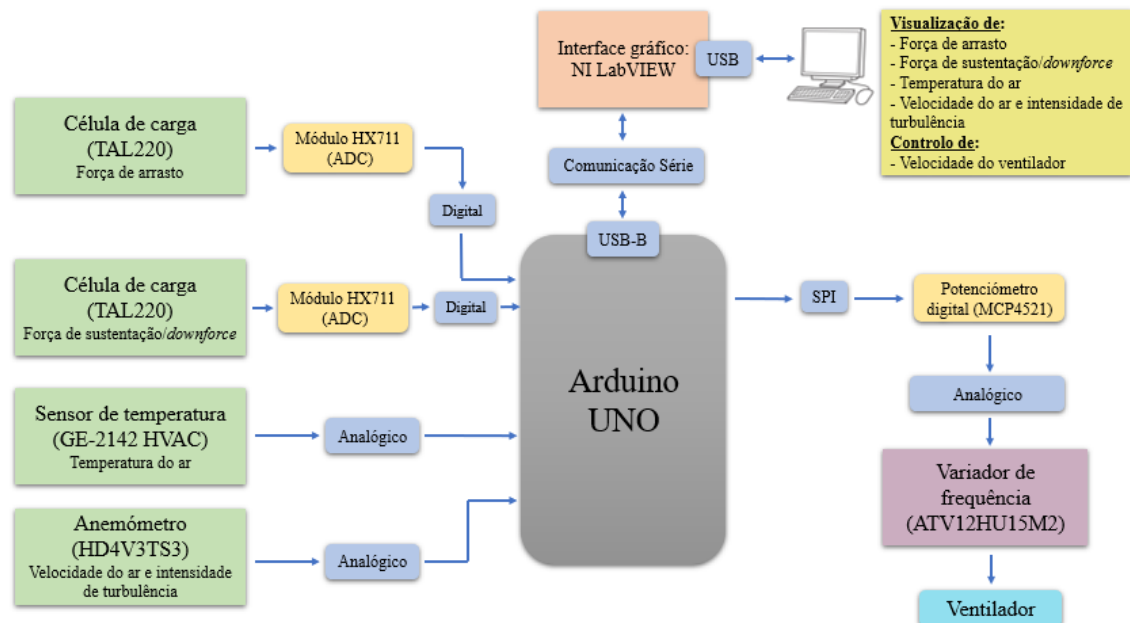 Célula de carga
(TAL220)
Força de arrasto
Módulo HX711
(ADC)
Digital
Célula de carga
(TAL220)
Força de sustentação/downforce
Módulo HX711
(ADC)
Digital
Sensor de temperatura
(GE-2142 HVAC)
Temperatura do ar
Analógico
Anemómetro
(HD4V3TS3)
Velocidade do ar e intensidade
de turbulência
Analógico
Interface gráfico:
NI LabVIEW
USB
Comunicação Série
USB-B
Arduino
UNO
Visualização de:
- Força de arrasto
- Força de sustentação/downforce
- Temperatura do ar
- Velocidade do ar e intensidade de
turbulência
Controlo de:
- Velocidade do ventilador
SPI
Potenciómetro
digital (MCP4521)
Analógico
Variador de
frequência
(ATV12HU15M2)
Ventilador